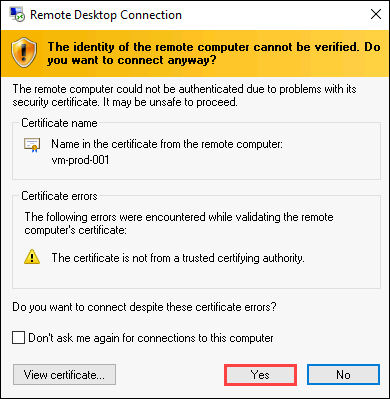 Remote Desktop Connection
The identity of the remote computer cannot be verified. Do
you want to connect anyway?
The remote computer could not be authenticated due to problems with its
security certificate. It may be unsafe to proceed.
Certificate name
Name in the certificate from the remote computer:
vm-prod-001
Certificate errors
The following errors were encountered while validating the remote
computer's certificate:
The certificate is not from a trusted certifying authority.
Do you want to connect despite these certificate errors?
Don't ask me again for connections to this computer
View certificate... Yes No